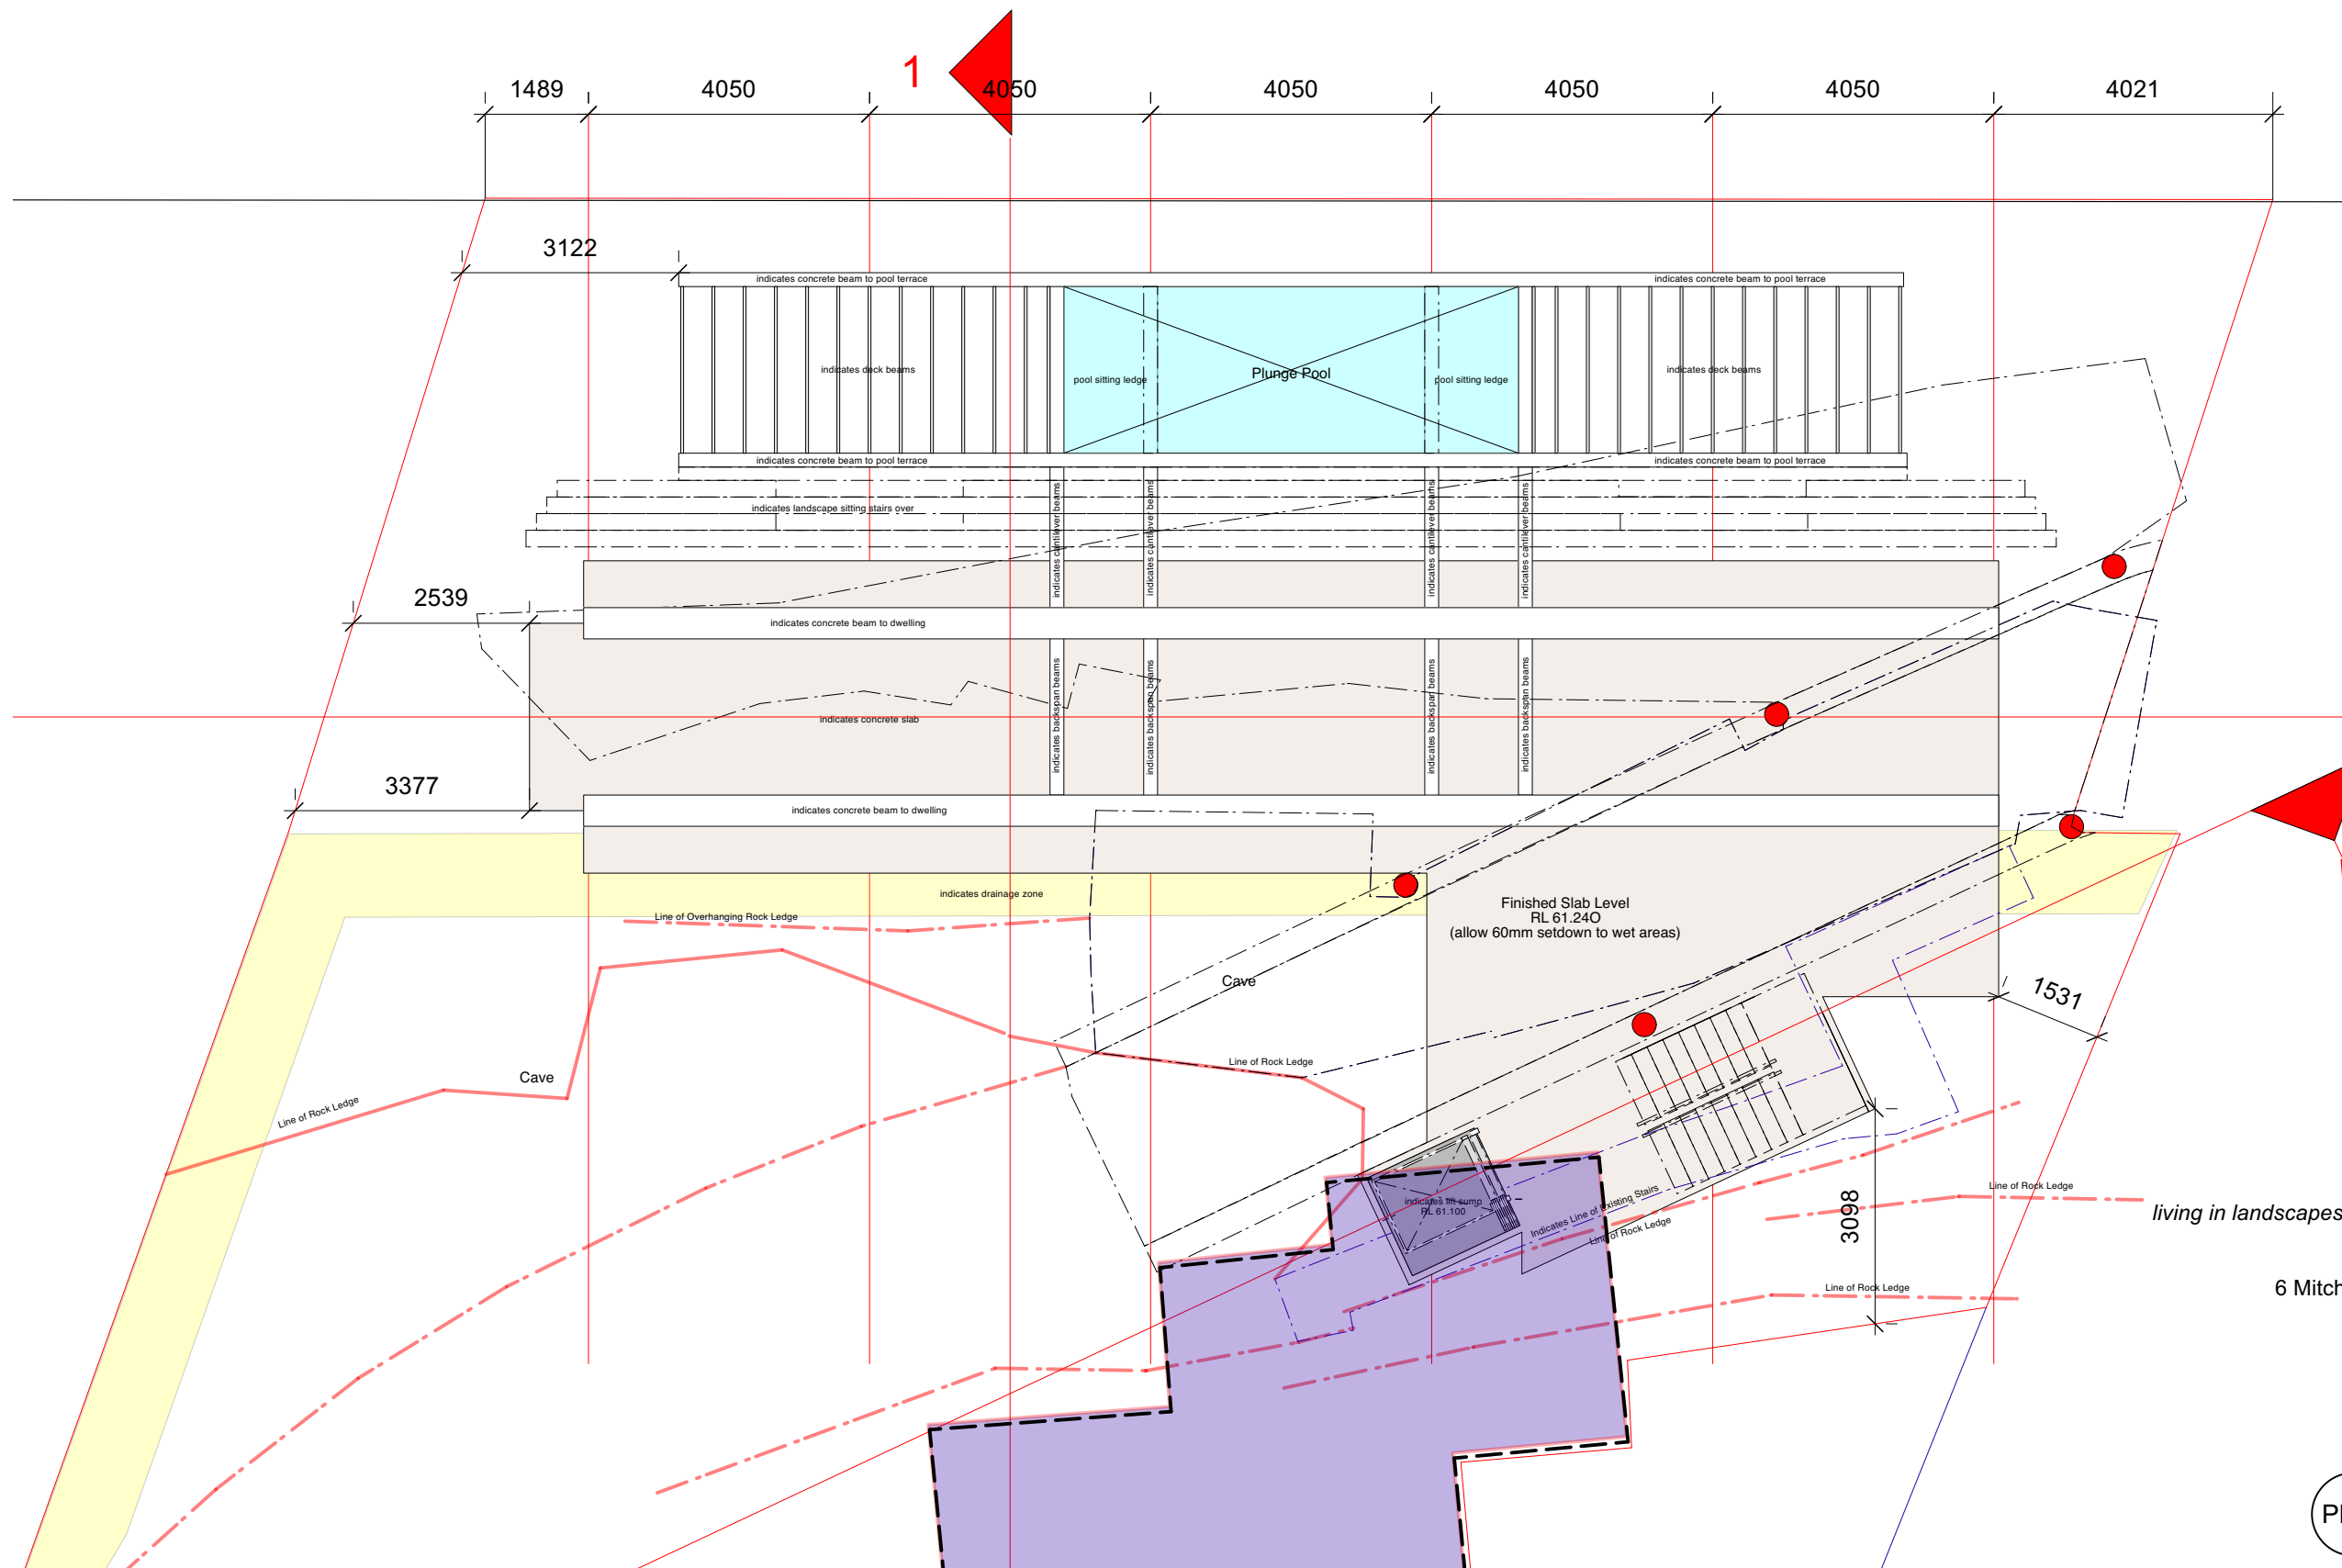 1
1489
4050
4050
4050
4050
4050
4021
3122
indicates concrete beam to pool terrace
indicates concrete beam to pool terrace
indicates deck beams
pool sitting ledge
Plunge Pool
pool sitting ledge
indicates deck beams
indicates concrete beam to pool terrace
indicates concrete beam to pool terrace
indicates landscape sitting stairs over
indicates cantilever beams
indicates cantilever beams
indicates cantilever beams
indicates cantilever beams
2539
indicates concrete beam to dwelling
indicates concrete slab
indicates backspan beams
indicates backspan beams
indicates backspan beams
indicates backspan beams
3377
indicates concrete beam to dwelling
indicates drainage zone
Line of Overhanging Rock Ledge
Finished Slab Level
RL 61.24O
(allow 60mm setdown to wet areas)
Cave
1531
Line of Rock Ledge
Cave
Line of Rock Ledge
indicates lift sump
RL 61.100
Indicates Line of Existing Stairs
Line of Rock Ledge
3098
Line of Rock Ledge
living in landscapes
6 Mitch
Line of Rock Ledge